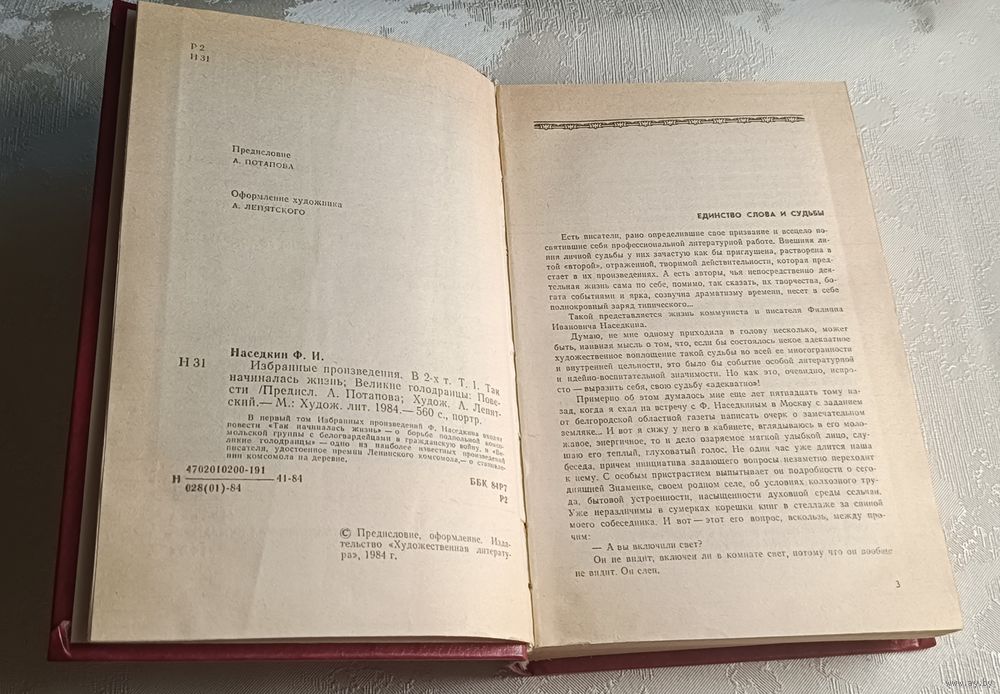 Р 2
Н 31
Предисловие
А. ПОТАПОВА
Оформление художника
А. ЛЕПЯТСКОГО
Наседкин Ф. И.
Н 31 Избранные произведения. В 2-х т. Т. 1. Так
начиналась жизнь; Великие голодранцы: Пове-
сти /Предисл. А. Потапова; Худож. А. Лепят-
ский.— М.: Худож. лит. 1984.— 560 с., портр.
В первый том Избранных произведений Ф. Наседкина входят
повести «Так начиналась жизнь» — о борьбе подпольной комсо-
мольской группы с белогвардейцами в гражданскую войну, и «Ве-
ликие голодранцы» — одно из наиболее известных произведений
писателя, удостоенное премии Ленинского комсомола,— о становле-
нии комсомола на деревне.
Н 4702010200-191 41-84
028(01)-84
ББК 84Р7
Р2
© Предисловие, оформление. Изда-
тельство «Художественная литерату-
ра», 1984 г.
ЕДИНСТВО СЛОВА И СУДЬБЫ
Есть писатели, рано определившие свое призвание и всецело по-
святившие себя профессиональной литературной работе. Внешняя ли-
ния личной судьбы у них зачастую как бы приглушена, растворена в
той «второй», отраженной, творимой действительности, которая пред-
стает в их произведениях. А есть авторы, чья непосредственно дея-
тельная жизнь сама по себе, помимо, так сказать, их творчества, бо-
гата событиями и ярка, созвучна драматизму времени, несет в себе
полнокровный заряд типического...
Такой представляется жизнь коммуниста и писателя Филиппа
Ивановича Наседкина.
Думаю, не мне одному приходила в голову несколько, может
быть, наивная мысль о том, что, если бы состоялось некое адекватное
художественное воплощение такой судьбы во всей ее многогранности
и внутренней цельности, это было бы событие особой литературной
и идейно-воспитательной значимости. Но как это, очевидно, непро-
сто — выразить себя, свою судьбу «адекватно»!
Примерно об этом думалось мне еще лет пятнадцать тому на-
зад, когда я ехал на встречу с Ф. Наседкиным в Москву с заданием
от белгородской областной газеты написать очерк о замечательном
земляке... И вот я сижу у него в кабинете, вглядываюсь в его моло-
жавое, энергичное, то и дело озаряемое мягкой улыбкой лицо, слу-
шаю его теплый, глуховатый голос. Не один час уже длится наша
беседа, причем инициатива задающего вопросы незаметно переходит
к нему. С особым пристрастием выпытывает он подробности о сего-
дняшней Знаменке, своем родном селе, об условиях колхозного тру-
да, бытовой устроенности, насыщенности духовной среды сельчан.
Уже неразличимы в сумерках корешки книг в стеллаже за спиной
моего собеседника. И вот — этот его вопрос, вскользь, между про-
чим:
— А вы включили свет?
Он не видит, включен ли в комнате свет, потому что он вообще
не видит. Он слеп.
3
www.ay.by